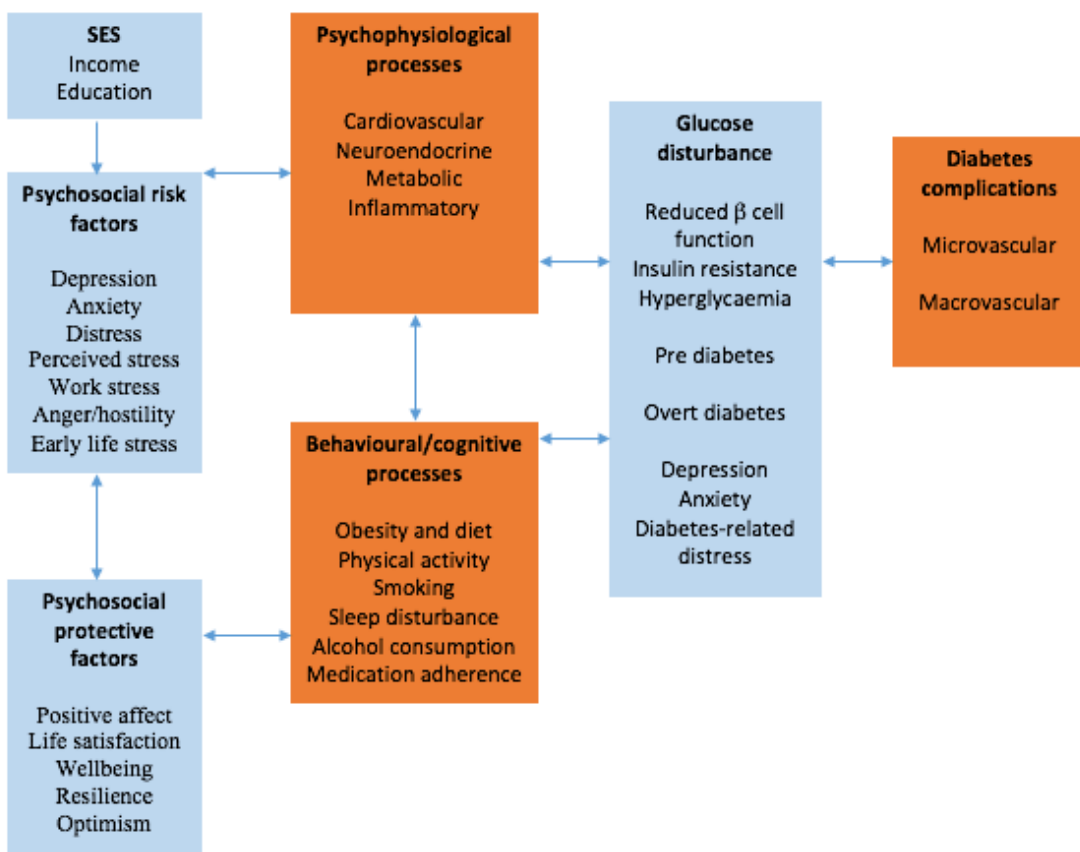 SES
Income
Education
Psychosocial risk
factors
Depression
Anxiety
Distress
Perceived stress
Work stress
Anger/hostility
Early life stress
Psychosocial
protective
factors
Positive affect
Life satisfaction
Wellbeing
Resilience
Optimism
Psychophysiological
processes
Cardiovascular
Neuroendocrine
Metabolic
Inflammatory
Behavioural/cognitive
processes
Obesity and diet
Physical activity
Smoking
Sleep disturbance
Alcohol consumption
Medication adherence
Glucose
disturbance
Reduced β cell
function
Insulin resistance
Hyperglycaemia
Pre diabetes
Overt diabetes
Depression
Anxiety
Diabetes-related
distress
Diabetes
complications
Microvascular
Macrovascular